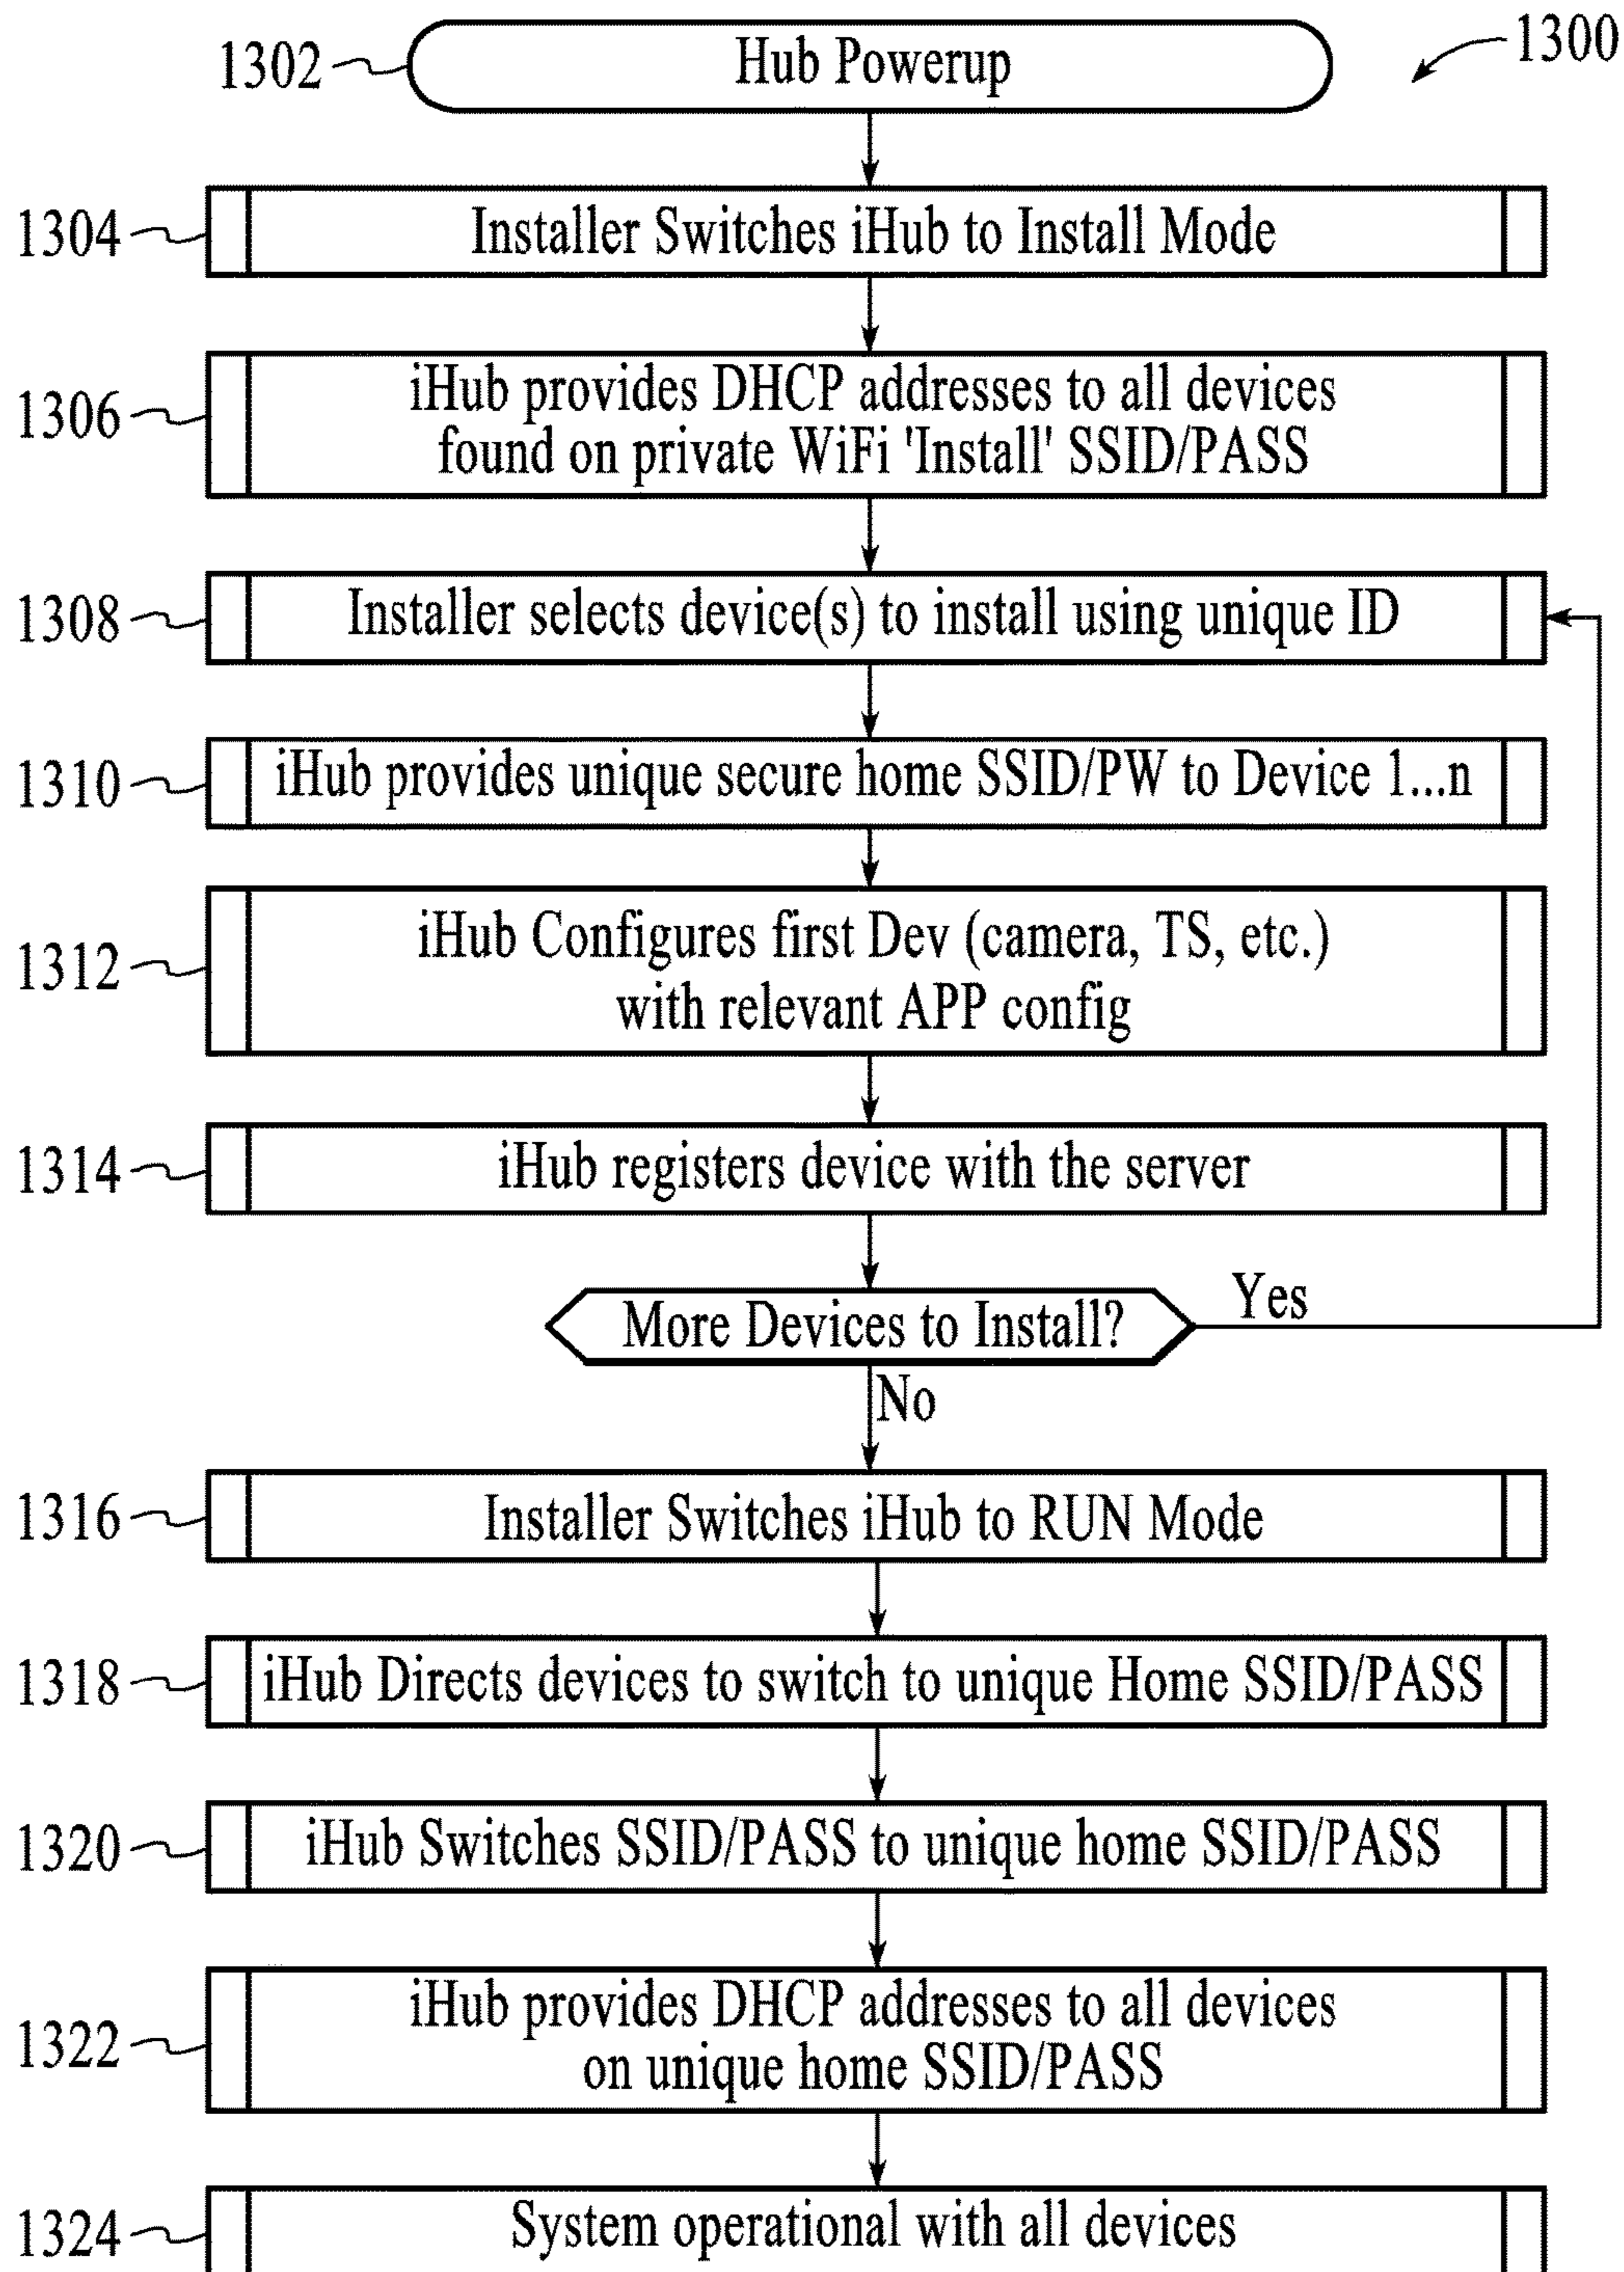 1300
1302
Hub Powerup
1304
Installer Switches iHub to Install Mode
1306
iHub provides DHCP addresses to all devices
found on private WiFi 'Install' SSID/PASS
1308
Installer selects device(s) to install using unique ID
1310
iHub provides unique secure home SSID/PW to Device 1...n
1312
iHub Configures first Dev (camera, TS, etc.)
with relevant APP config
1314
iHub registers device with the server
More Devices to Install?
Yes
No
1316
Installer Switches iHub to RUN Mode
1318
iHub Directs devices to switch to unique Home SSID/PASS
1320
iHub Switches SSID/PASS to unique home SSID/PASS
1322
iHub provides DHCP addresses to all devices
on unique home SSID/PASS
1324
System operational with all devices